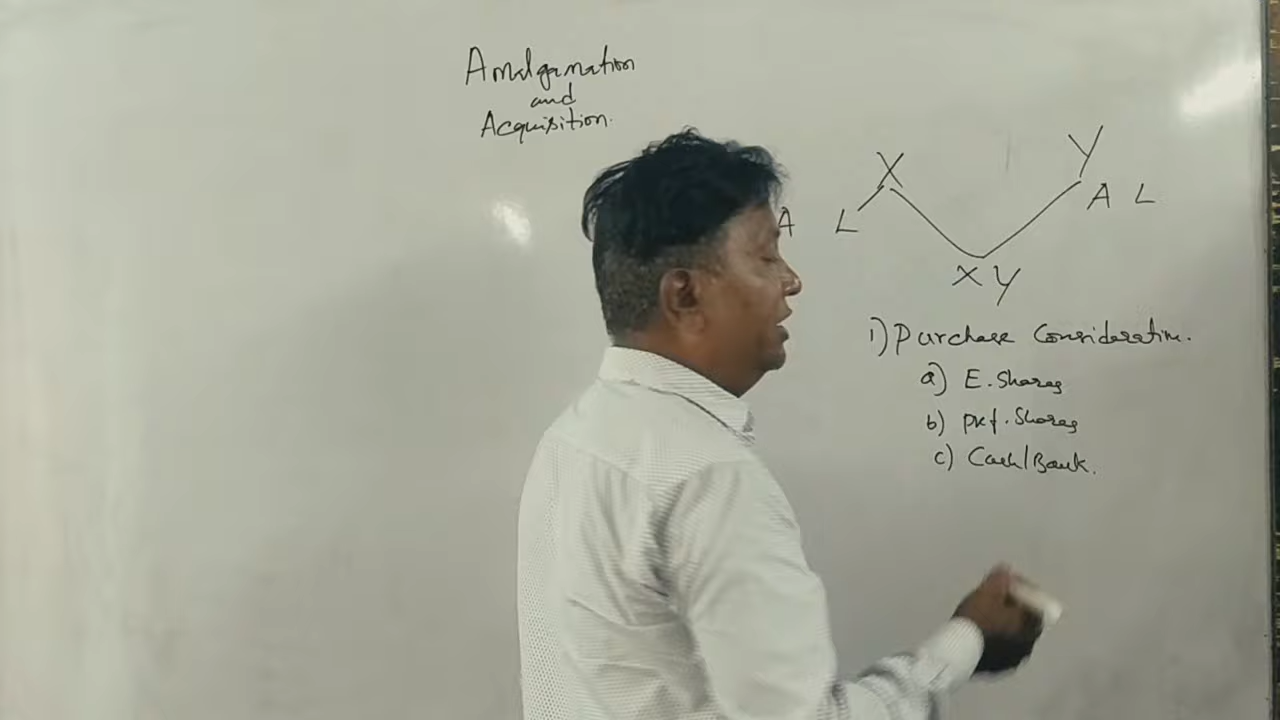 Amalgamation
and
Acquisition.
X Y
A L A L
X Y
1) Purchase Consideration.
a) E. Shares
b) Pref. Shares
c) Cash/Bank.